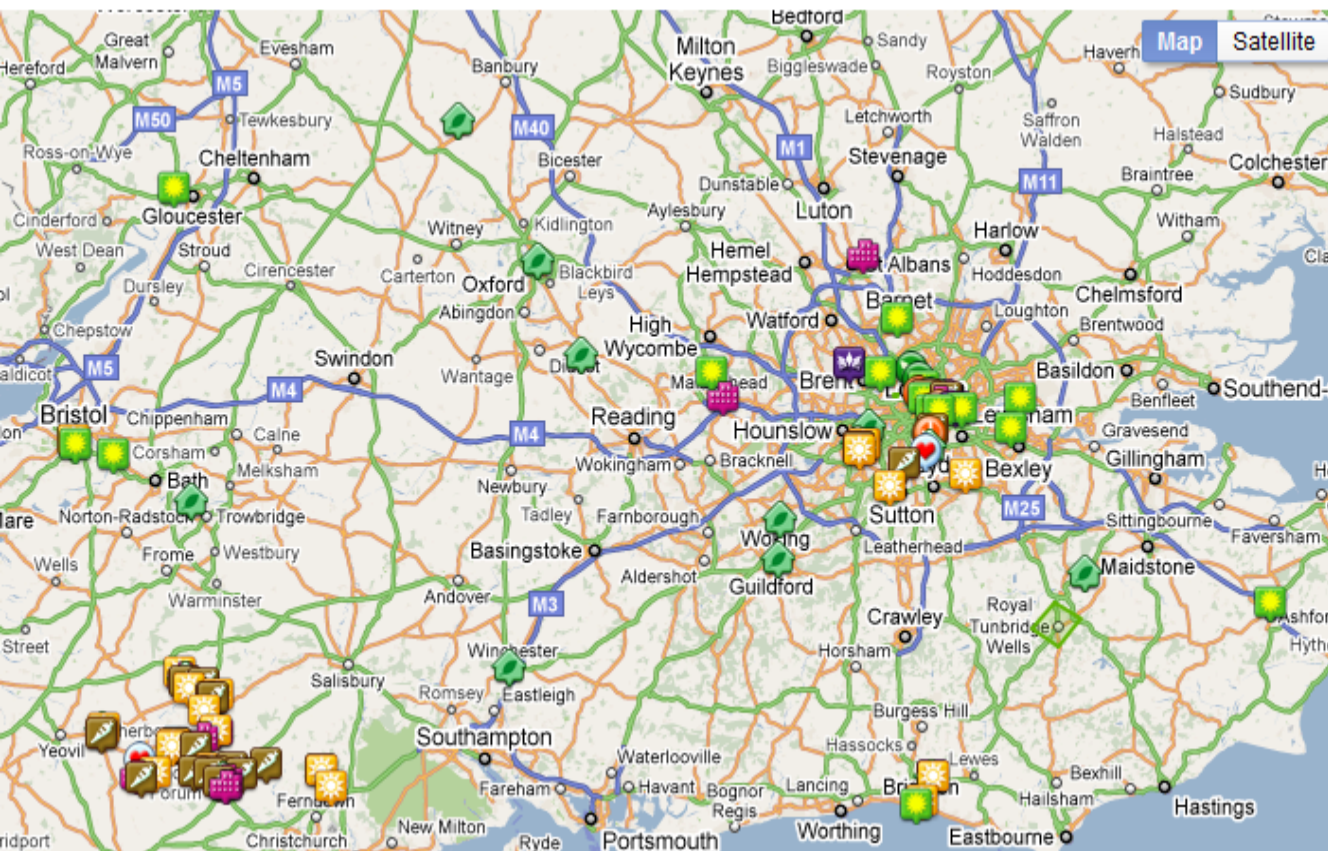 Bedford
Map
Satellite
Great
Malvern
Evesham
Milton
Keynes
Sandy
Hereford
Banbury
Biggleswade
Royston
M5
Sudbury
M50
Tewkesbury
M40
Letchworth
Saffron
Walden
Halstead
M1
Ross-on-Wye
Cheltenham
Bicester
Stevenage
Colchester
Dunstable
M11
Braintree
Gloucester
Cinderford
Kidlington
Aylesbury
Luton
Witham
Witney
West Dean
Stroud
Harlow
Hemel
Hempstead
Cirencester
Carterton
Blackbird
Leys
Oxford
Albans
Hoddesdon
Dursley
Chelmsford
Barnet
Abingdon
Chepstow
High
Wycombe
Watford
Loughton
Brentwood
Swindon
M5
Wantage
Brent
Basildon
M4
Southend-
Benfleet
Bristol
Chippenham
Reading
Calne
M4
Hounslow
Gravesend
Corsham
Melksham
Wokingham
Bracknell
Bexley
Gillingham
Bath
Newbury
Norton-Radstock
Trowbridge
Tadley
Farnborough
Sutton
M25
Sittingbourne
Faversham
Frome
Westbury
Basingstoke
Woking
Leatherhead
Wells
Aldershot
Maidstone
Guildford
Warminster
Andover
M3
Crawley
Royal
Tunbridge
Wells
Street
Winchester
Horsham
Salisbury
Romsey
Eastleigh
Burgess Hill
Yeovil
Southampton
Hassocks
Lewes
Waterlooville
Bexhill
Fareham
Havant
Bognor
Regis
Lancing
Hailsham
Hastings
New Milton
Worthing
Eastbourne
Christchurch
Ryde
Portsmouth